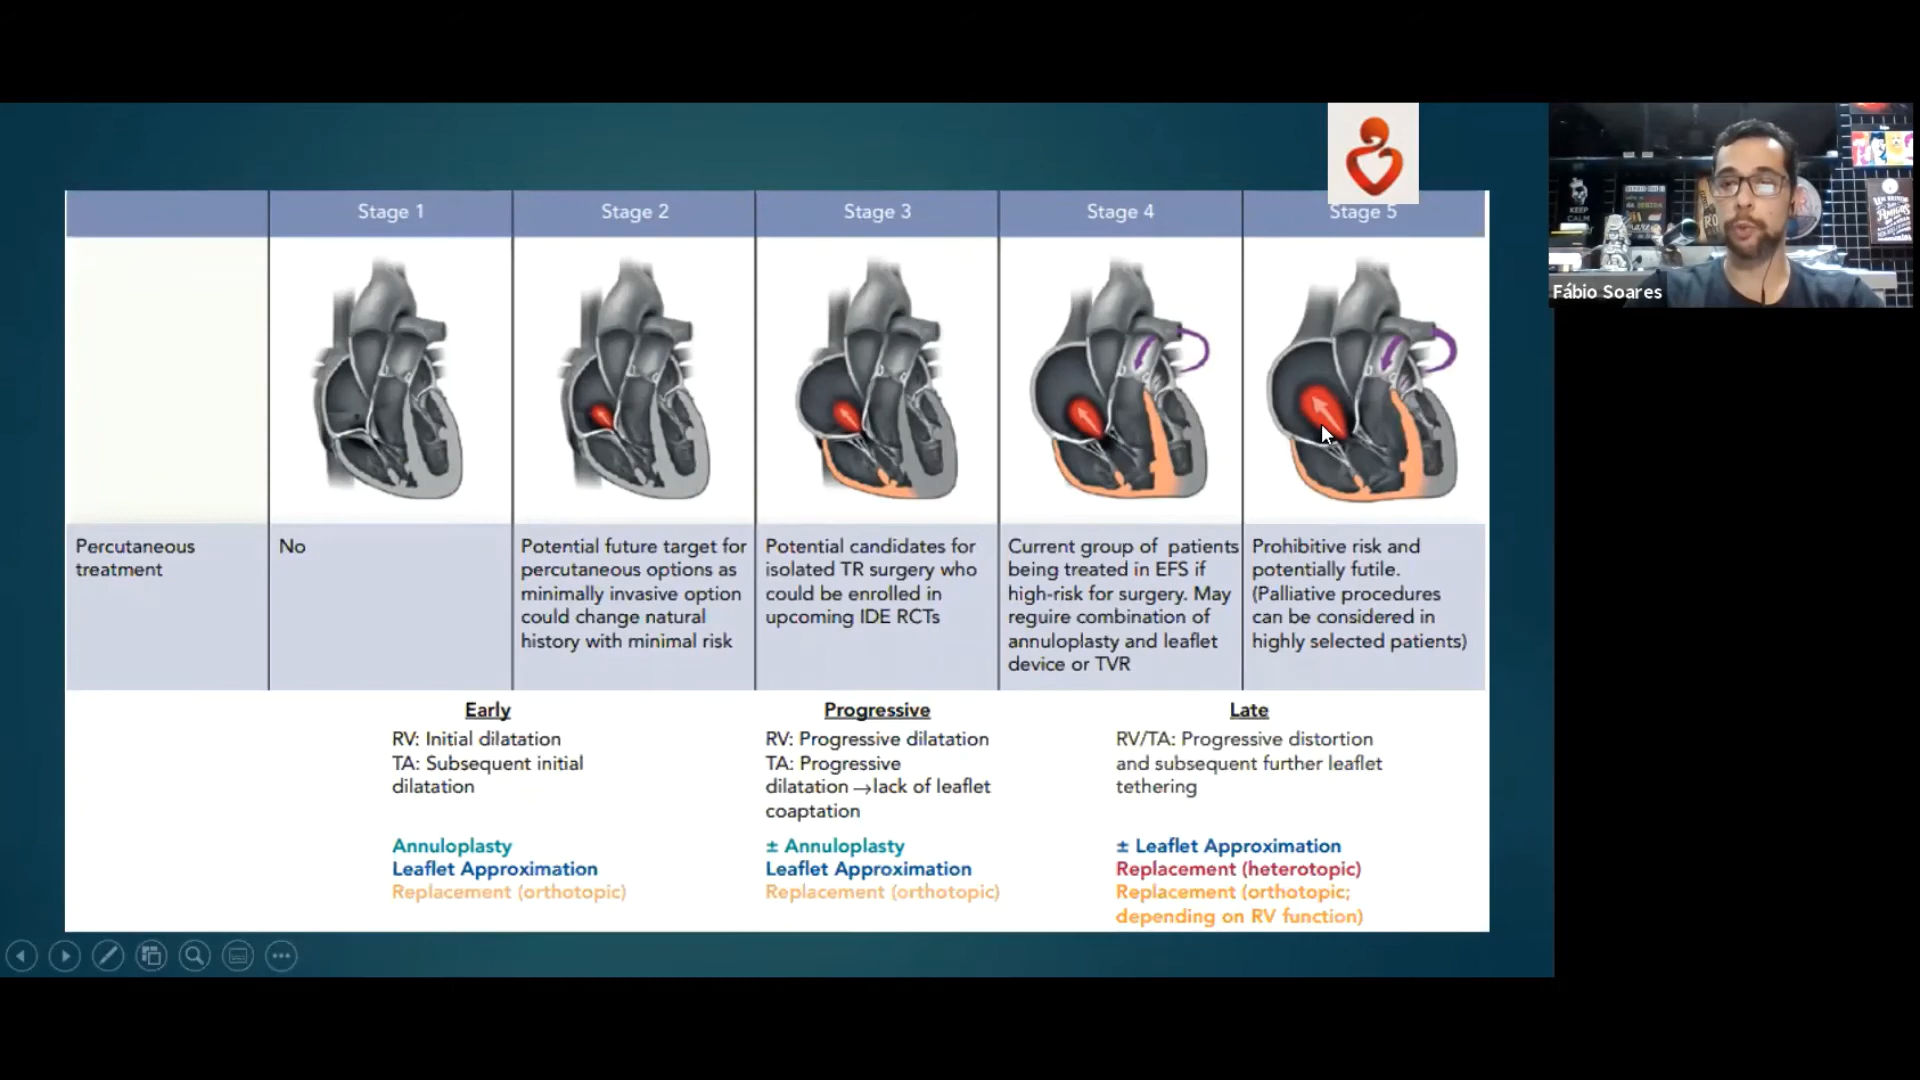 Stage 1
Stage 2
Stage 3
Stage 4
Stage 5
Percutaneous
treatment
No
Potential future target for
percutaneous options as
minimally invasive option
could change natural
history with minimal risk
Potential candidates for
isolated TR surgery who
could be enrolled in
upcoming IDE RCTs
Current group of patients
being treated in EFS if
high-risk for surgery. May
require combination of
annuloplasty and leaflet
device or TVR
Prohibitive risk and
potentially futile.
(Palliative procedures
can be considered in
highly selected patients)
Early
RV: Initial dilatation
TA: Subsequent initial
dilatation
Annuloplasty
Leaflet Approximation
Replacement (orthotopic)
Progressive
RV: Progressive dilatation
TA: Progressive
dilatation →lack of leaflet
coaptation
± Annuloplasty
Leaflet Approximation
Replacement (orthotopic)
Late
RV/TA: Progressive distortion
and subsequent further leaflet
tethering
± Leaflet Approximation
Replacement (heterotopic)
Replacement (orthotopic;
depending on RV function)
Fábio Soares
KEEP
CALM